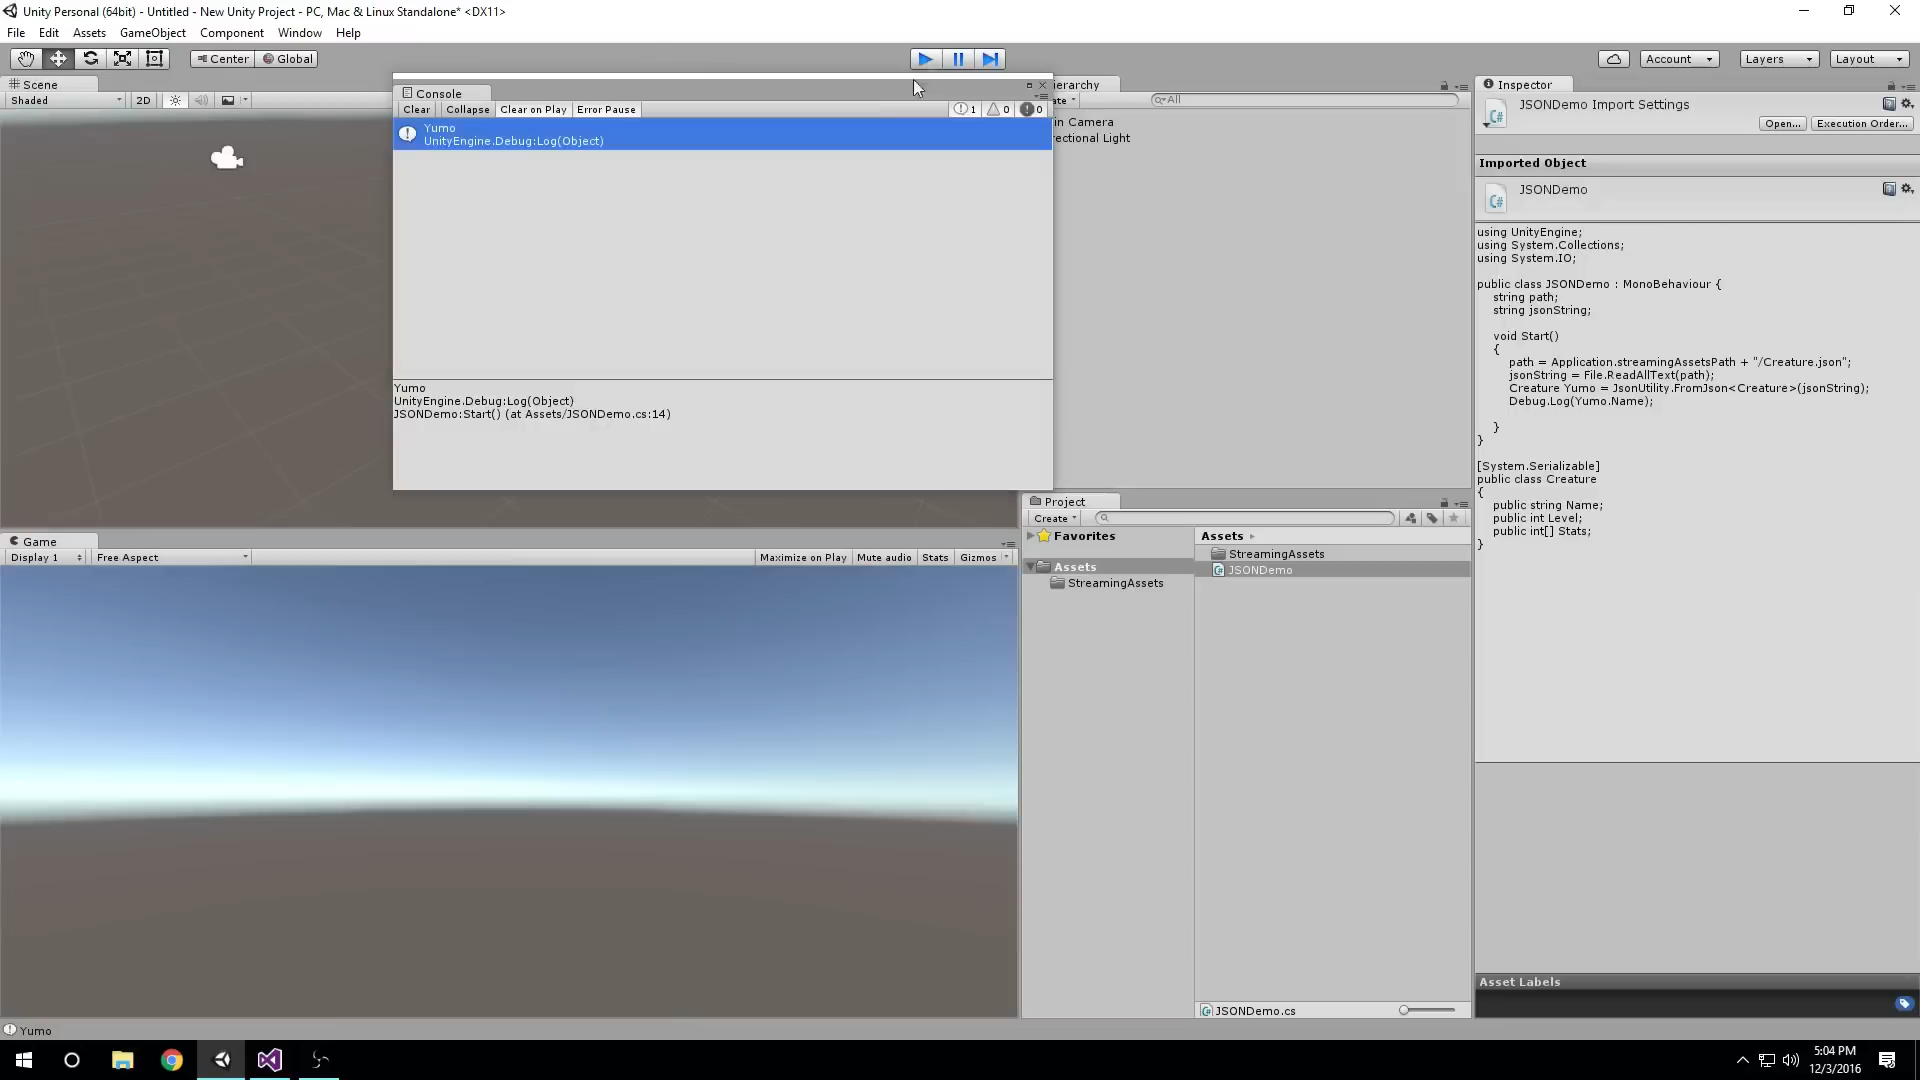 Unity Personal (64bit) - Untitled - New Unity Project - PC, Mac & Linux Standalone* <DX11>
File Edit Assets GameObject Component Window Help
Center Global
Account Layers Layout
Scene
Shaded 2D
Console
Clear Collapse Clear on Play Error Pause 1 0 0
Yumo
UnityEngine.Debug:Log(Object)
Yumo
UnityEngine.Debug:Log(Object)
JSONDemo:Start() (at Assets/JSONDemo.cs:14)
ierarchy
ate All
in Camera
rectional Light
Game
Display 1 Free Aspect Maximize on Play Mute audio Stats Gizmos
Project
Create
Favorites
Assets
StreamingAssets
Assets
StreamingAssets
JSONDemo
JSONDemo.cs
Inspector
JSONDemo Import Settings
Open... Execution Order...
Imported Object
JSONDemo
using UnityEngine;
using System.Collections;
using System.IO;
public class JSONDemo : MonoBehaviour {
string path;
string jsonString;
void Start()
{
path = Application.streamingAssetsPath + "/Creature.json";
jsonString = File.ReadAllText(path);
Creature Yumo = JsonUtility.FromJson<Creature>(jsonString);
Debug.Log(Yumo.Name);
}
}
[System.Serializable]
public class Creature
{
public string Name;
public int Level;
public int[] Stats;
}
Asset Labels
Yumo
5:04 PM
12/3/2016